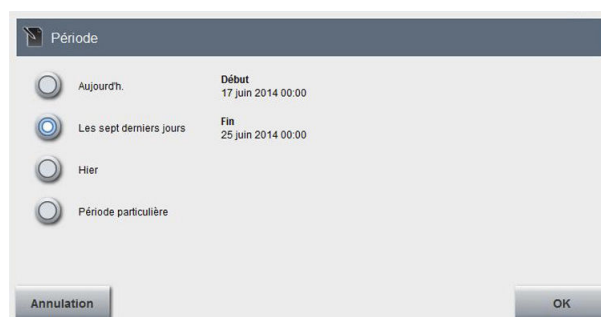 Période
Aujourd'h.
Début
17 juin 2014 00:00
Les sept derniers jours
Fin
25 juin 2014 00:00
Hier
Période particulière
Annulation
OK